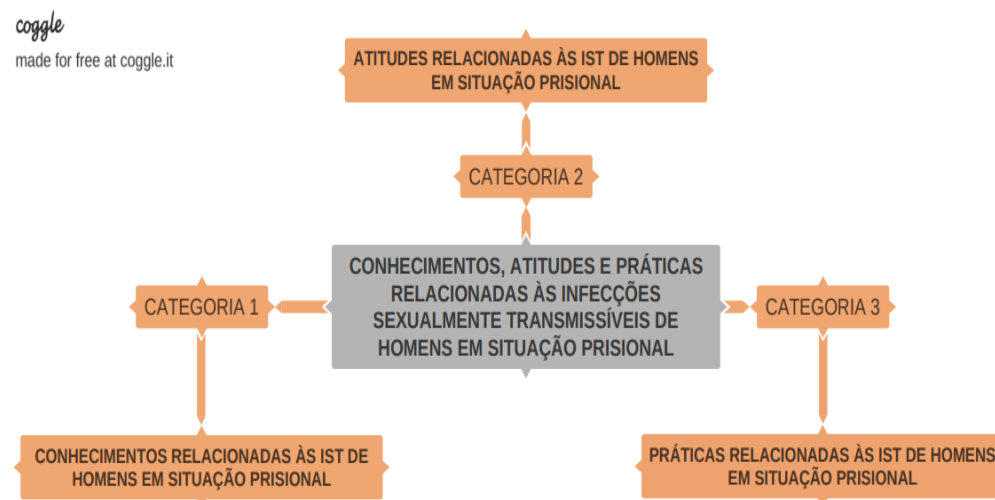 coggle
made for free at coggle.it
ATITUDES RELACIONADAS ÀS IST DE HOMENS
EM SITUAÇÃO PRISIONAL
CATEGORIA 2
CONHECIMENTOS, ATITUDES E PRÁTICAS
RELACIONADAS ÀS INFECÇÕES
SEXUALMENTE TRANSMISSÍVEIS DE
HOMENS EM SITUAÇÃO PRISIONAL
CATEGORIA 1
CATEGORIA 3
CONHECIMENTOS RELACIONADAS ÀS IST DE
HOMENS EM SITUAÇÃO PRISIONAL
PRÁTICAS RELACIONADAS ÀS IST DE HOMENS
EM SITUAÇÃO PRISIONAL